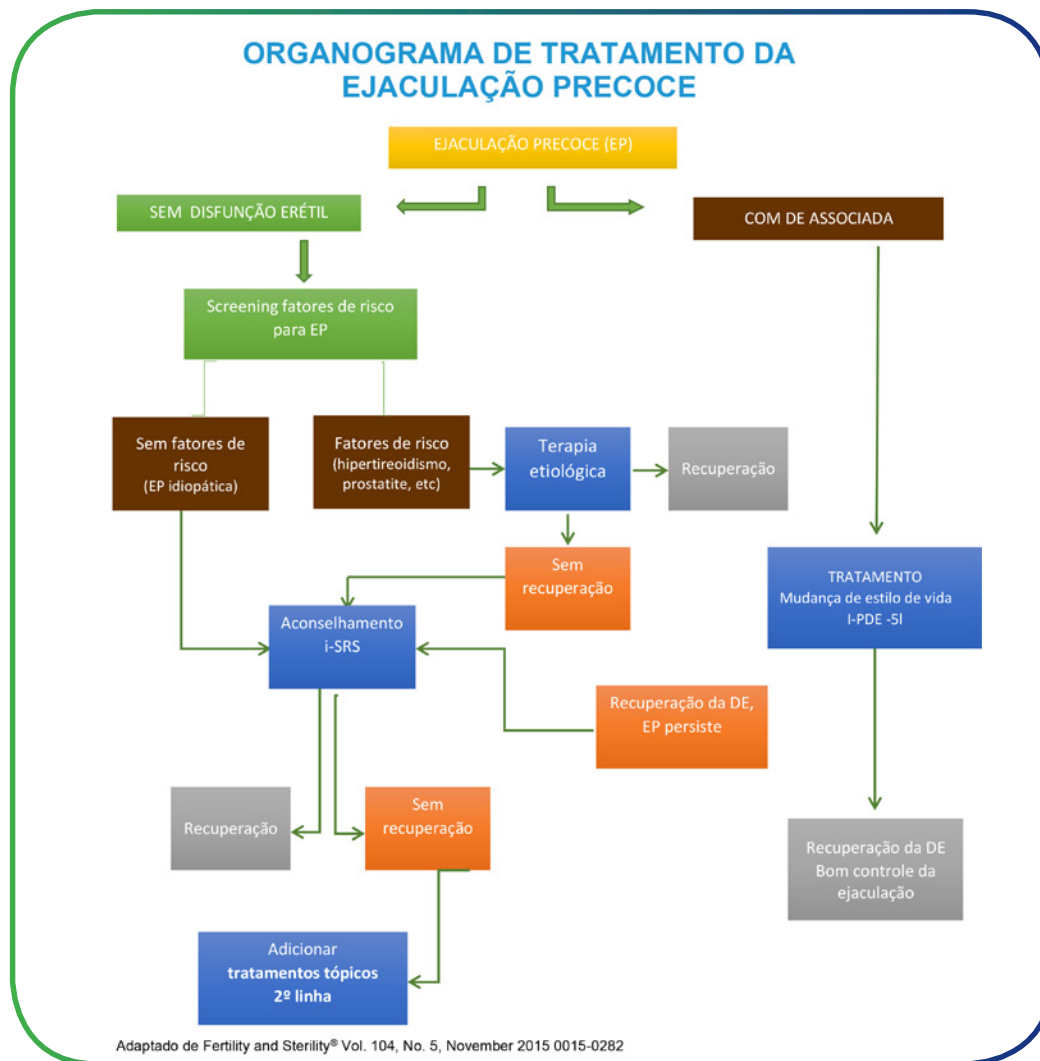 ORGANOGRAMA DE TRATAMENTO DA
EJACULAÇÃO PRECOCE
EJACULAÇÃO PRECOCE (EP)
SEM DISFUNÇÃO ERÉTIL
COM DE ASSOCIADA
Screening fatores de risco
para EP
Sem fatores de
risco
(EP idiopática)
Fatores de risco
(hipertireoidismo,
prostatite, etc)
Terapia
etiológica
Recuperação
Sem
recuperação
TRATAMENTO
Mudança de estilo de vida
I-PDE -5l
Aconselhamento
i-SRS
Recuperação da DE,
EP persiste
Recuperação
Sem
recuperação
Recuperação da DE
Bom controle da
ejaculação
Adicionar
tratamentos tópicos
2º linha
Adaptado de Fertility and Sterility® Vol. 104, No. 5, November 2015 0015-0282